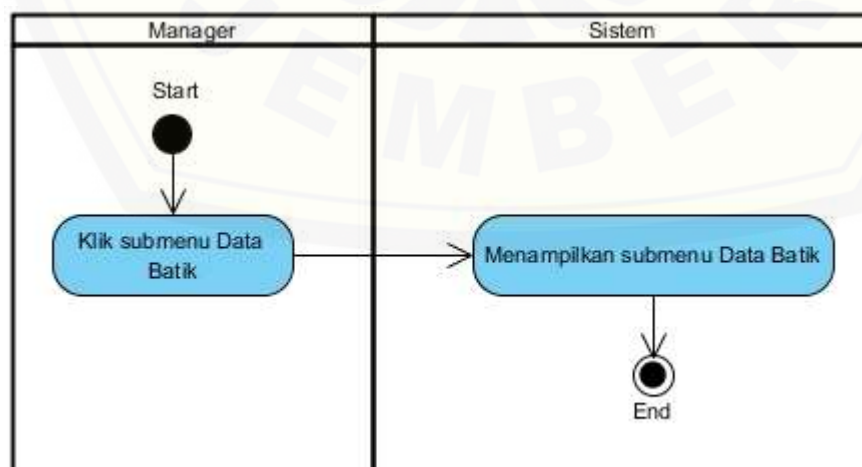 Manager
Sistem
Start
Klik submenu Data
Batik
Menampilkan submenu Data Batik
End